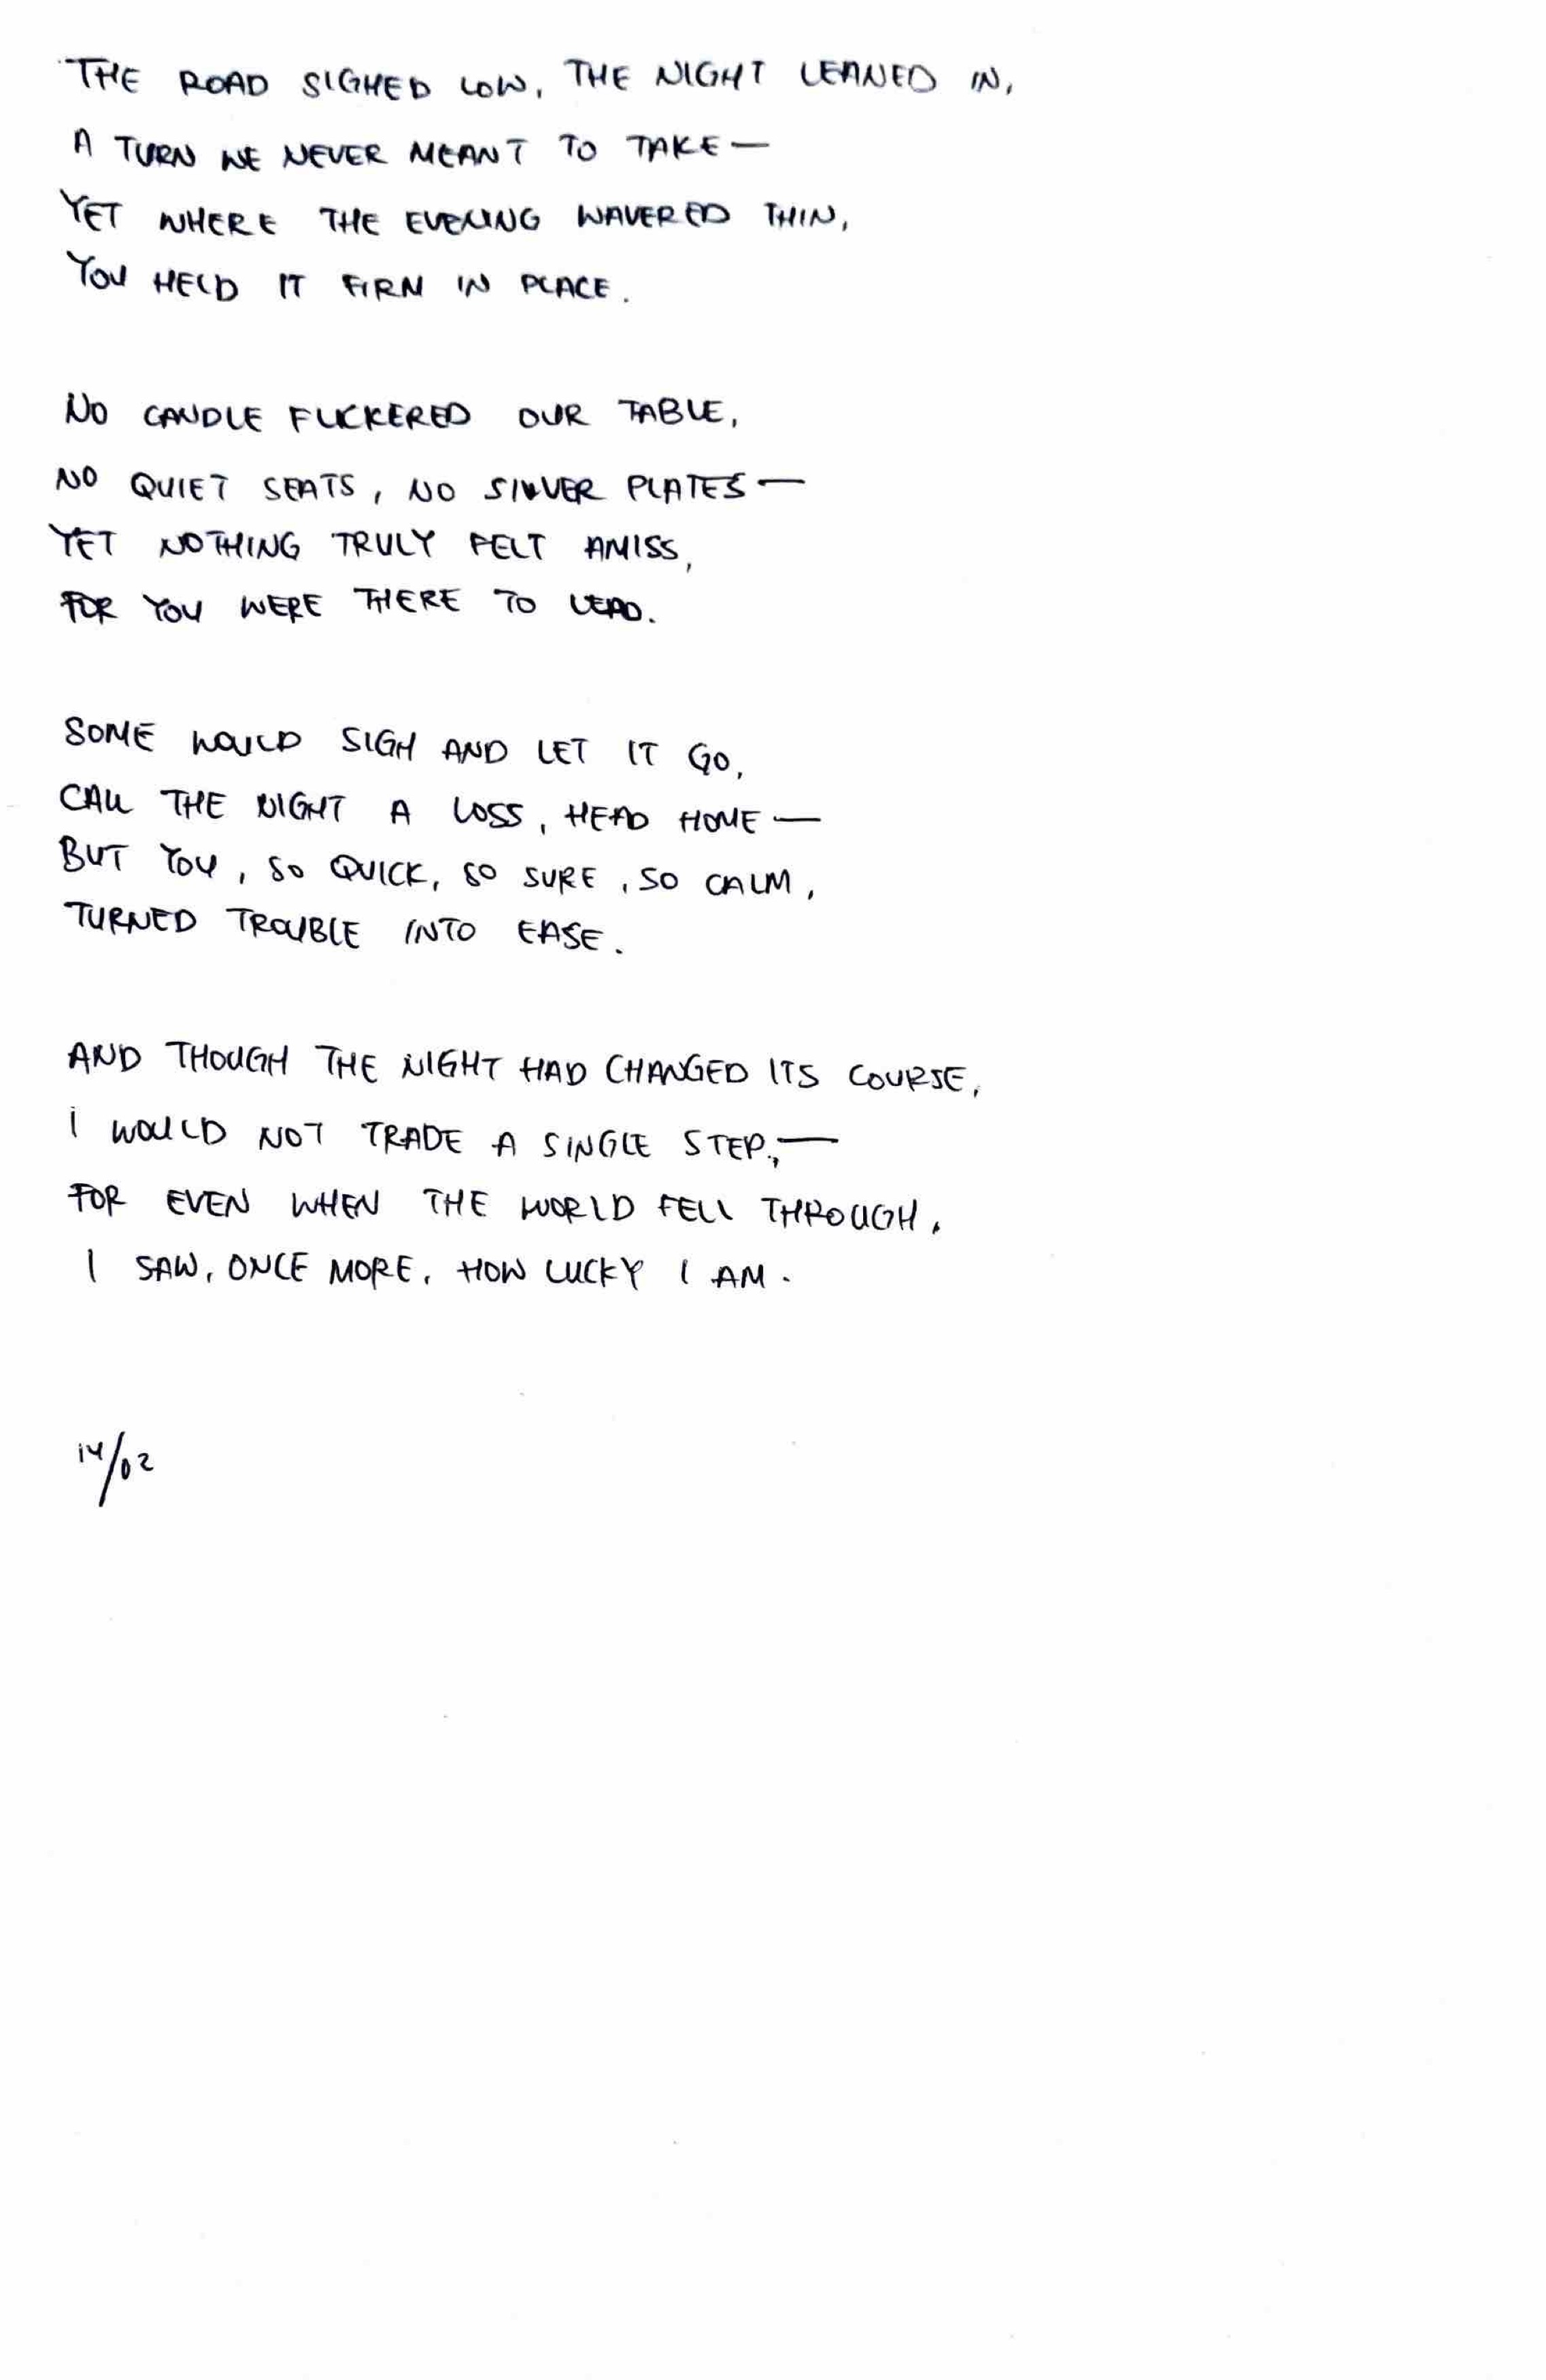 THE ROAD SIGHED LOW, THE NIGHT LEANED IN,
A TURN WE NEVER MEANT TO TAKE—
YET WHERE THE EVENING WAVERED THIN,
YOU HELD IT FIRM IN PLACE.
NO CANDLE FLICKERED OUR TABLE,
NO QUIET SEATS, NO SILVER PLATES—
YET NOTHING TRULY FELT AMISS,
FOR YOU WERE THERE TO LEAD.
SOME WOULD SIGH AND LET IT GO,
CALL THE NIGHT A LOSS, HEAD HOME—
BUT YOU, SO QUICK, SO SURE, SO CALM,
TURNED TROUBLE INTO EASE.
AND THOUGH THE NIGHT HAD CHANGED ITS COURSE,
I WOULD NOT TRADE A SINGLE STEP,—
FOR EVEN WHEN THE WORLD FELL THROUGH,
I SAW, ONCE MORE, HOW LUCKY I AM.
14/02